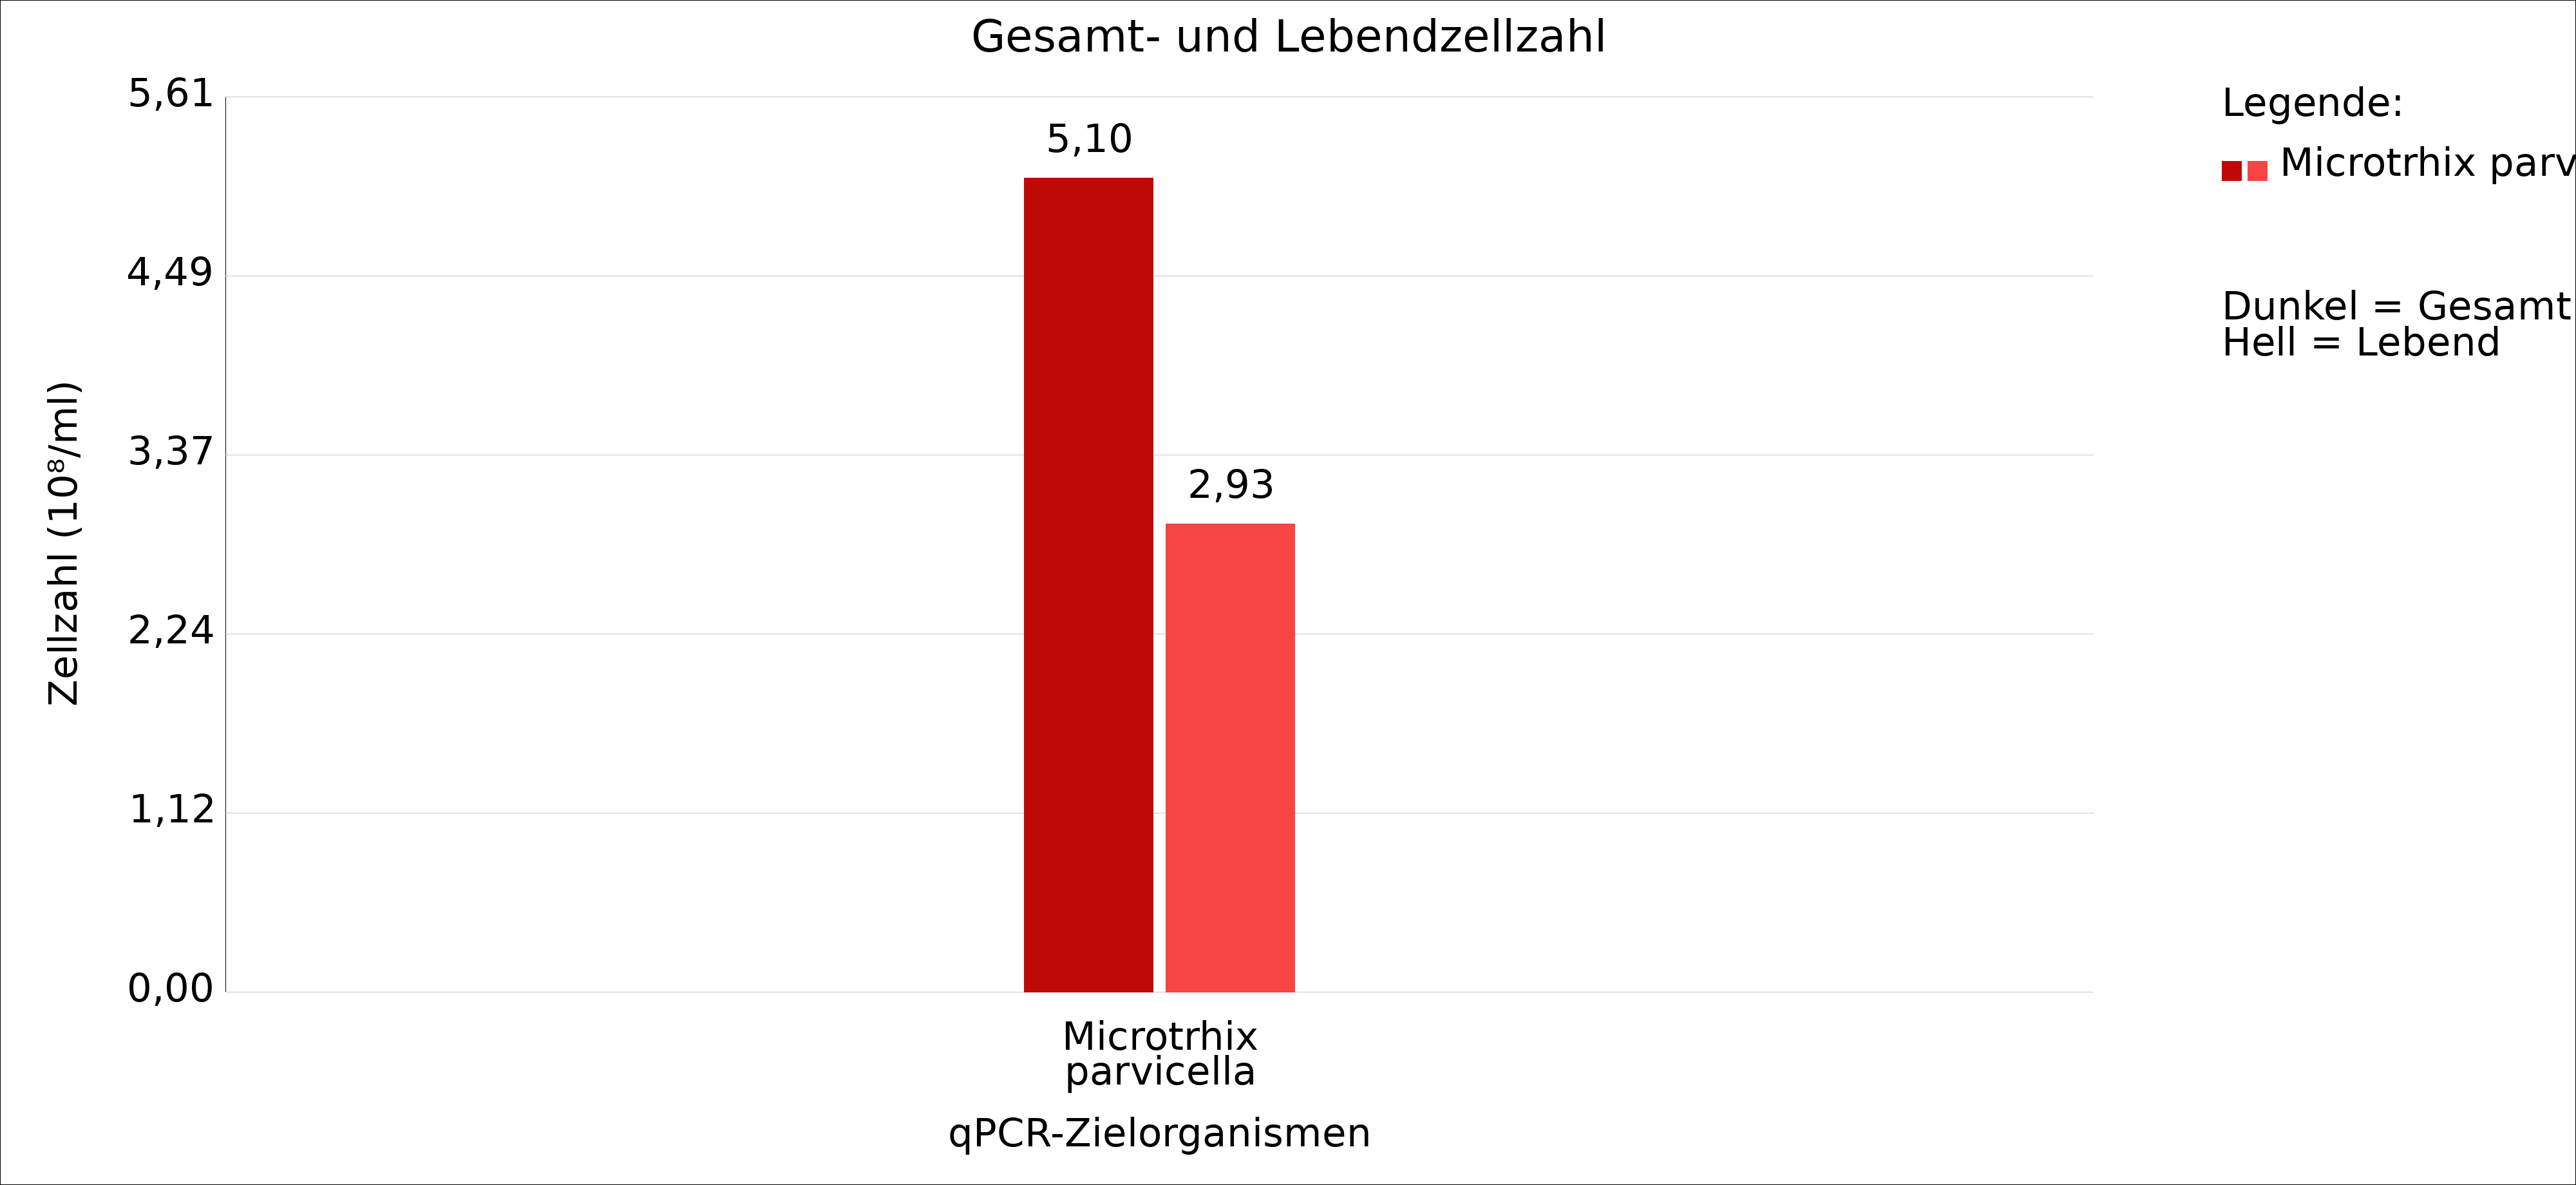 Gesamt- und Lebendzellzahl
5,61
4,49
3,37
2,24
1,12
0,00
Zellzahl (10⁸/ml)
5,10
2,93
Microtrhix
parvicella
qPCR-Zielorganismen
Legende:
Microtrhix parv
Dunkel = Gesamt
Hell = Lebend